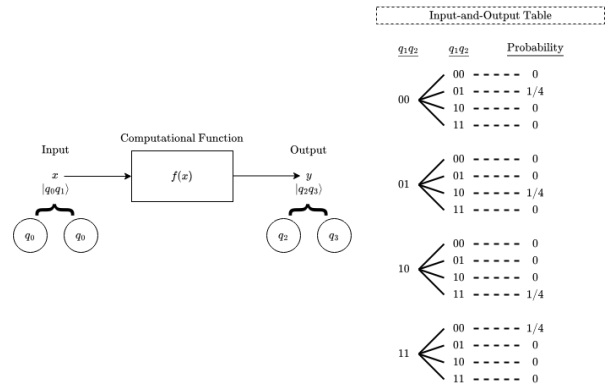 Input-and-Output Table
q₁q₂ q₁q₂ Probability
00
00 0
01 1/4
10 0
11 0
01
00 0
01 0
10 1/4
11 0
10
00 0
01 0
10 0
11 1/4
11
00 1/4
01 0
10 0
11 0
Computational Function
Input
Output
x
f(x)
y
|q₀q₁⟩
|q₂q₃⟩
q₀ q₀
q₂ q₃